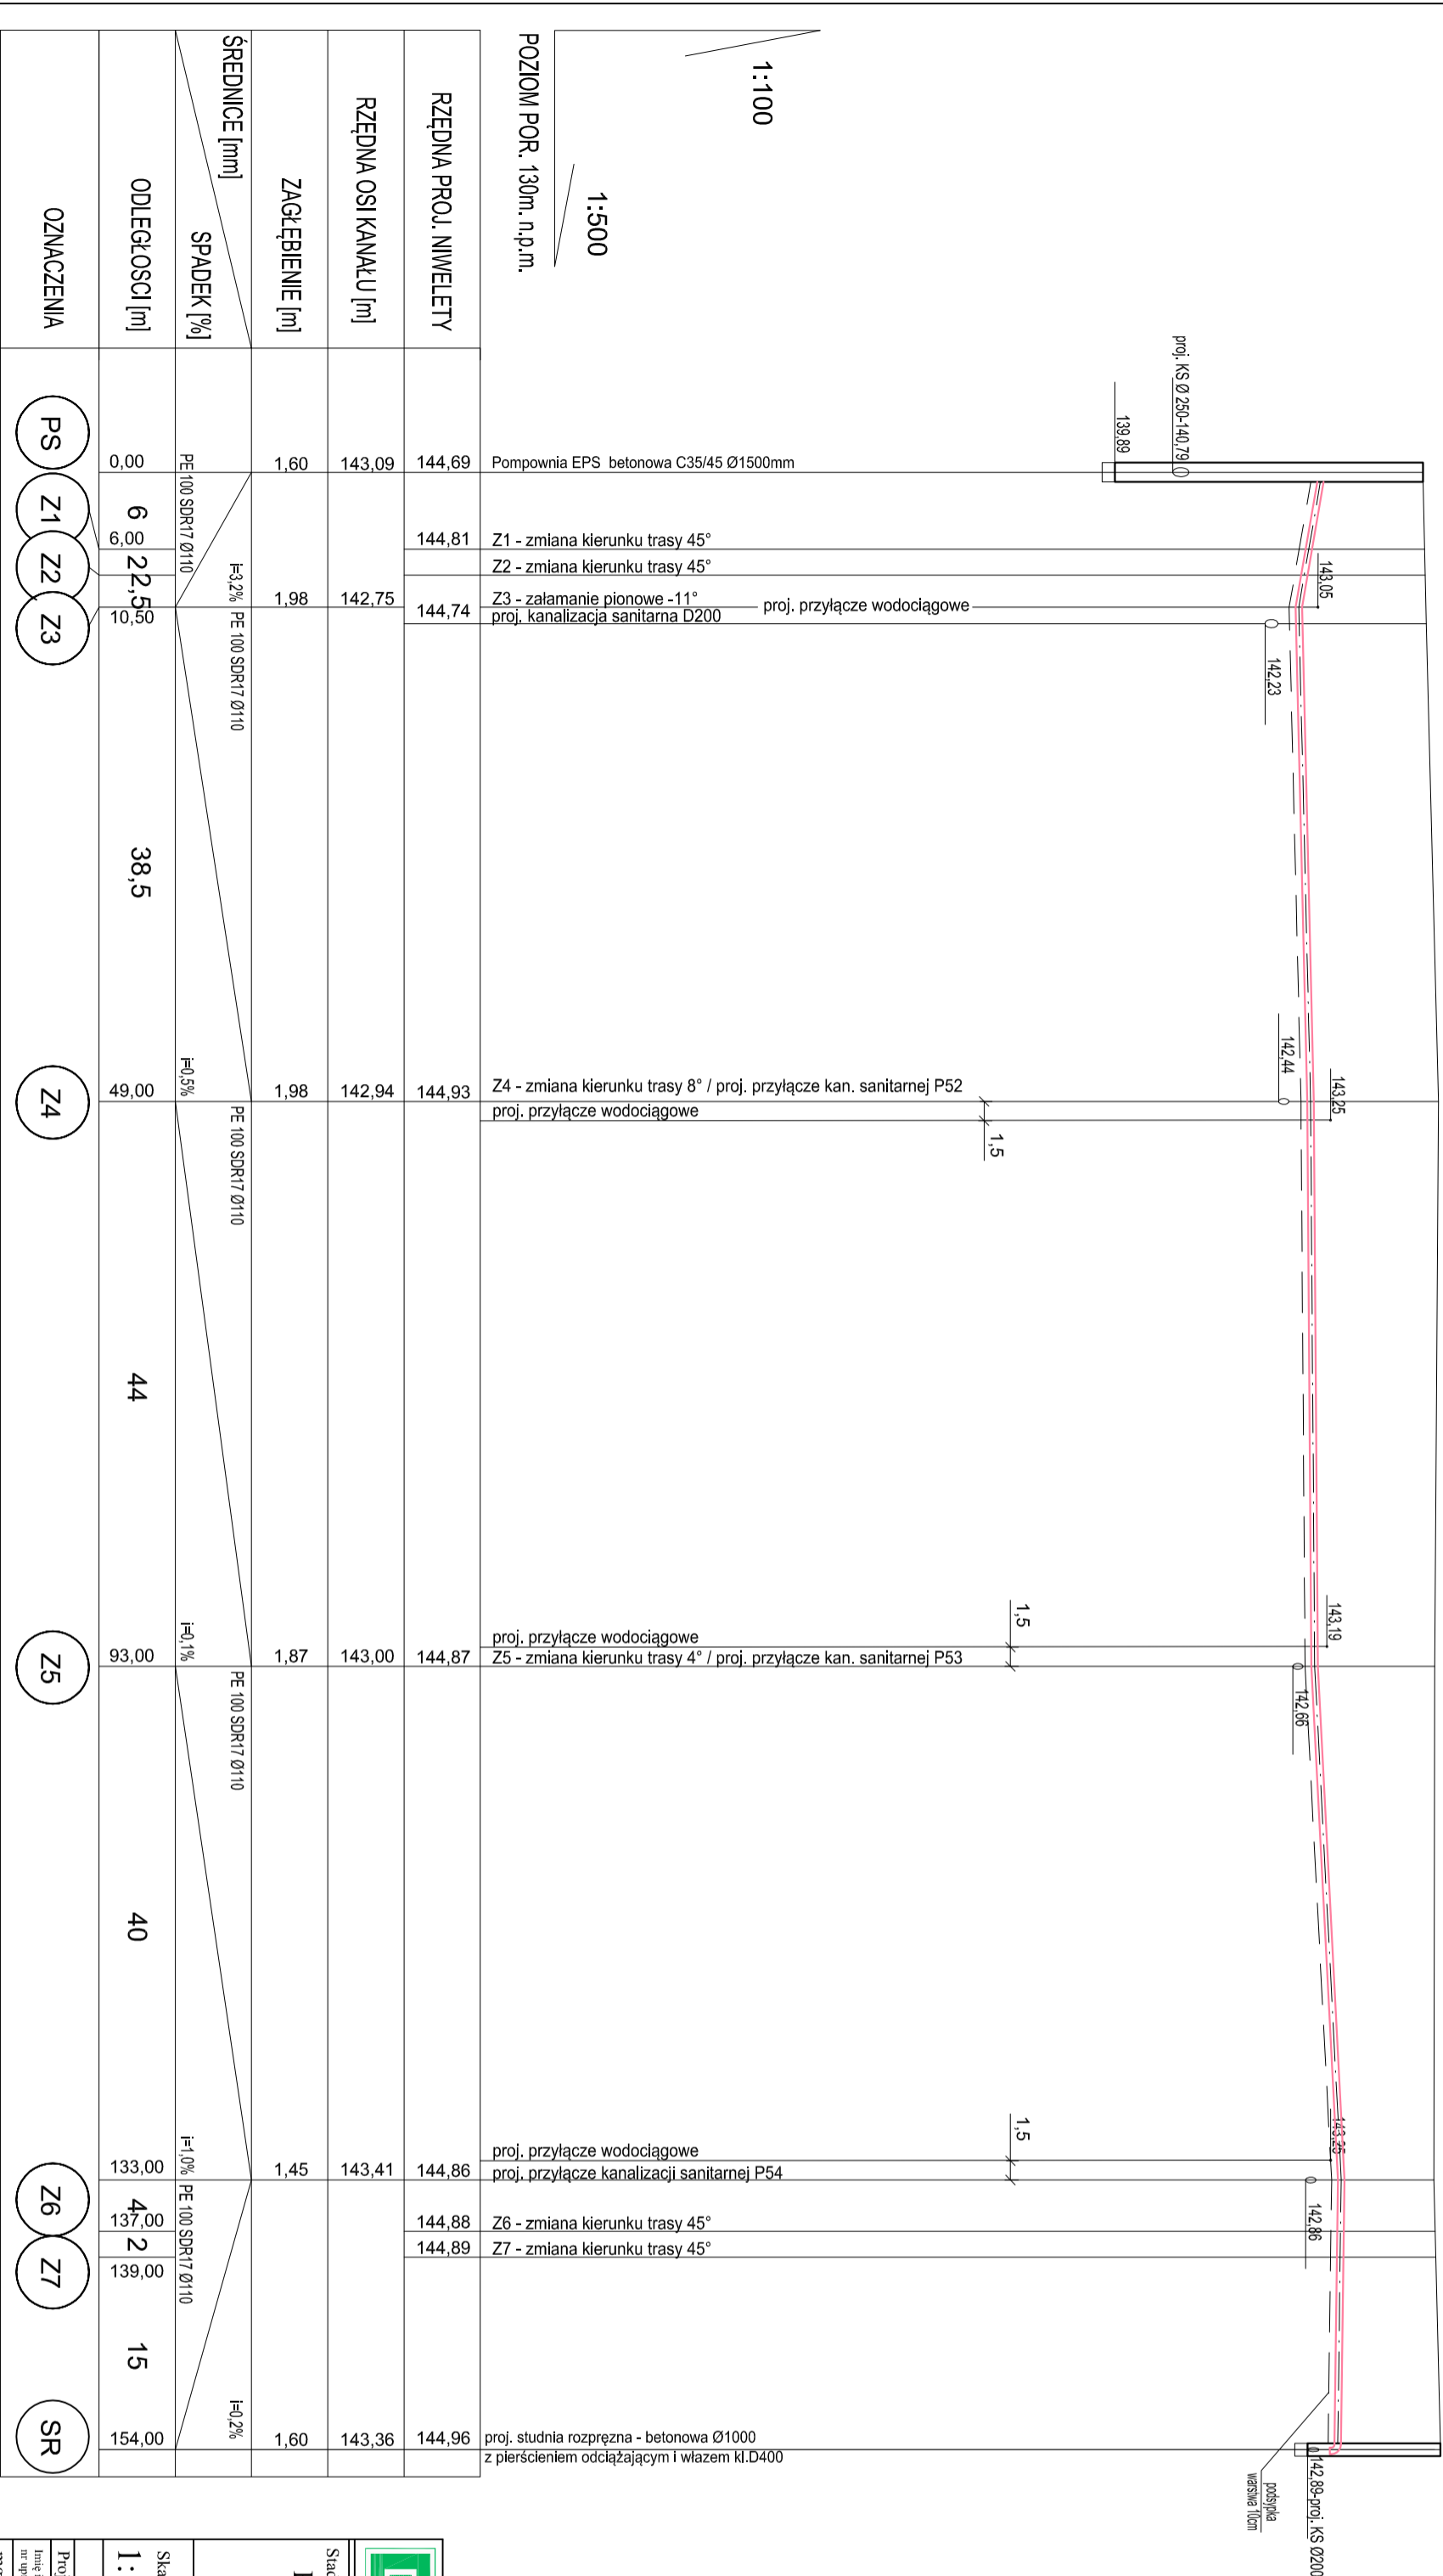 1:100
1:500
POZIOM POR. 130m. n.p.m.
proj. KS Ø 250-140,79
139,89
143,05
142,23
142,44
143,25
143,19
142,66
142,86
142,89-proj. KS Ø200
podsypka
warstwa 10cm
1,5
1,5
1,5
Pompownia EPS betonowa C35/45 Ø1500mm
Z1 - zmiana kierunku trasy 45°
Z2 - zmiana kierunku trasy 45°
Z3 - załamanie pionowe -11°
proj. przyłącze wodociągowe
proj. kanalizacja sanitarna D200
Z4 - zmiana kierunku trasy 8° / proj. przyłącze kan. sanitarnej P52
proj. przyłącze wodociągowe
proj. przyłącze wodociągowe
Z5 - zmiana kierunku trasy 4° / proj. przyłącze kan. sanitarnej P53
proj. przyłącze wodociągowe
proj. przyłącze kanalizacji sanitarnej P54
Z6 - zmiana kierunku trasy 45°
Z7 - zmiana kierunku trasy 45°
proj. studnia rozprężna - betonowa Ø1000
z pierścieniem odciążającym i włazem kl.D400
RZĘDNA PROJ. NIWELETY
144,69
144,81
144,74
144,93
144,87
144,86
144,88
144,89
144,96
RZĘDNA OSI KANAŁU [m]
143,09
142,75
142,94
143,00
143,41
143,36
ZAGŁĘBIENIE [m]
1,60
1,98
1,98
1,87
1,45
1,60
ŚREDNICE [mm]
SPADEK [%]
PE 100 SDR17 Ø110
i=3,2%
PE 100 SDR17 Ø110
i=0,5%
PE 100 SDR17 Ø110
i=0,1%
PE 100 SDR17 Ø110
i=1,0%
PE 100 SDR17 Ø110
i=0,2%
ODLEGŁOSCI [m]
0,00
6
6,00
2
2,5
10,50
38,5
49,00
44
93,00
40
133,00
4
137,00
2
139,00
15
154,00
OZNACZENIA
PS
Z1
Z2
Z3
Z4
Z5
Z6
Z7
SR